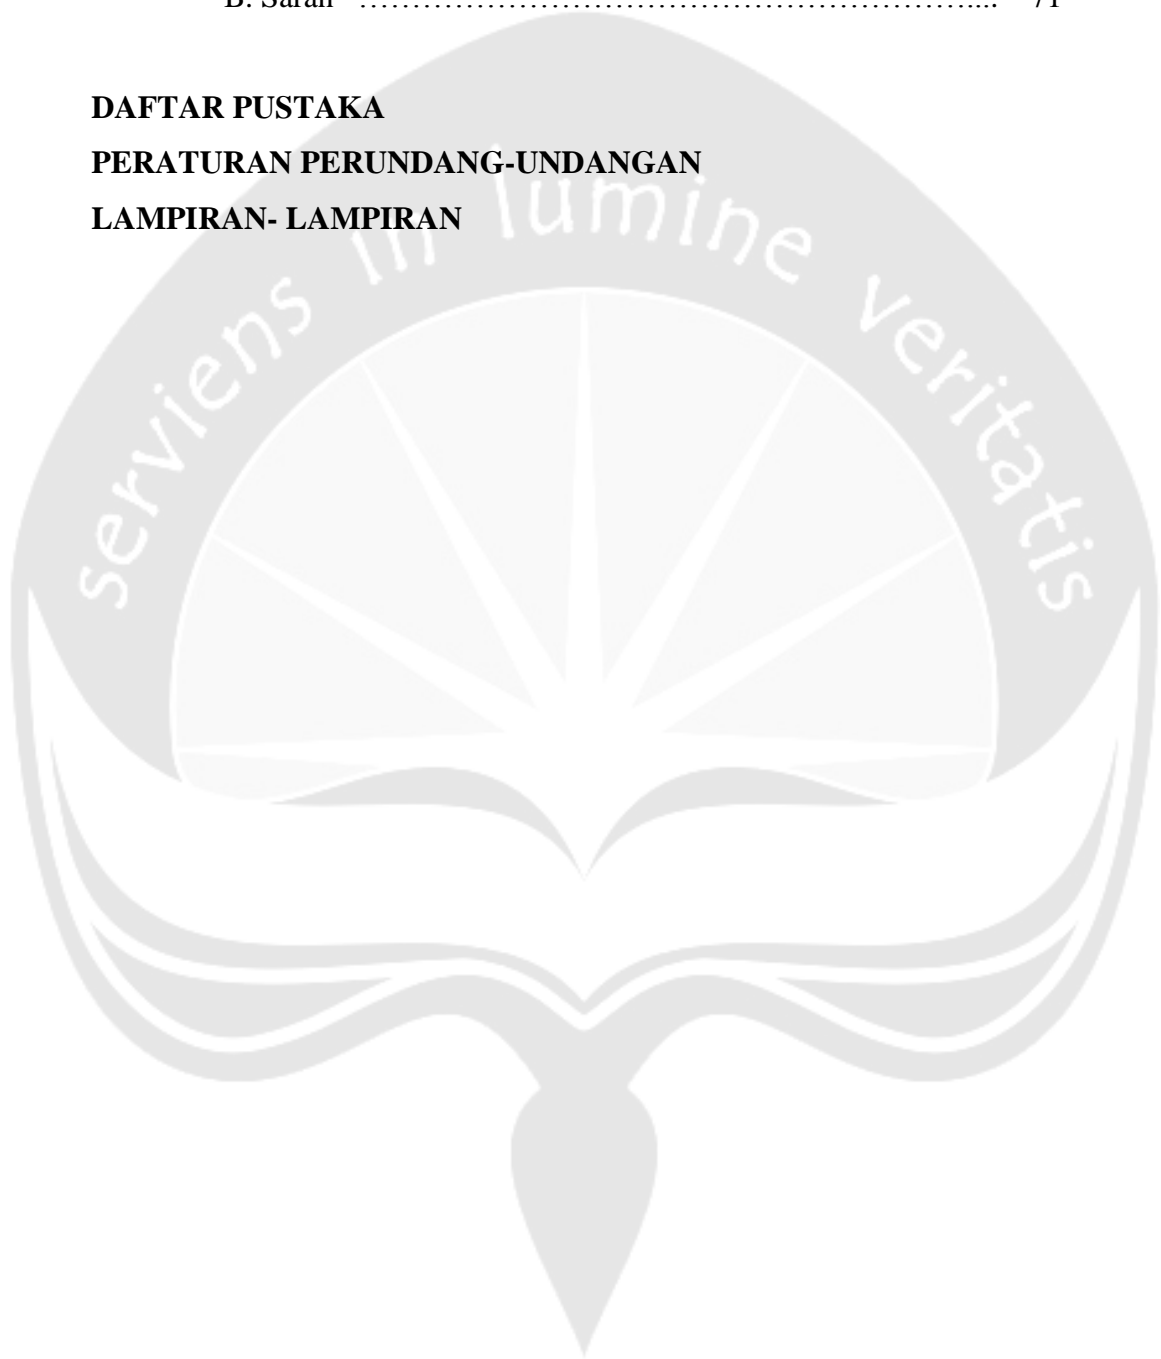 B. Saran ……………………………………………………….... 71
DAFTAR PUSTAKA
PERATURAN PERUNDANG-UNDANGAN
LAMPIRAN- LAMPIRAN
serviens in lumine veritatis